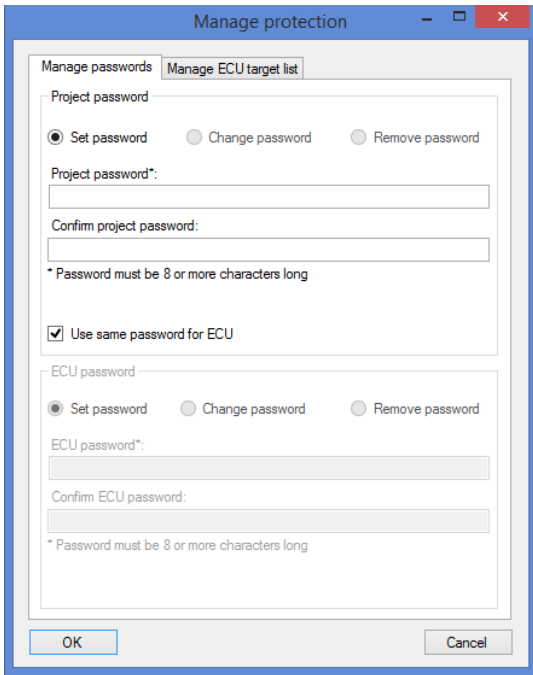 Manage protection
Manage passwords Manage ECU target list
Project password
Set password Change password Remove password
Project password*:
Confirm project password:
* Password must be 8 or more characters long
Use same password for ECU
ECU password
Set password Change password Remove password
ECU password*:
Confirm ECU password:
* Password must be 8 or more characters long
OK Cancel